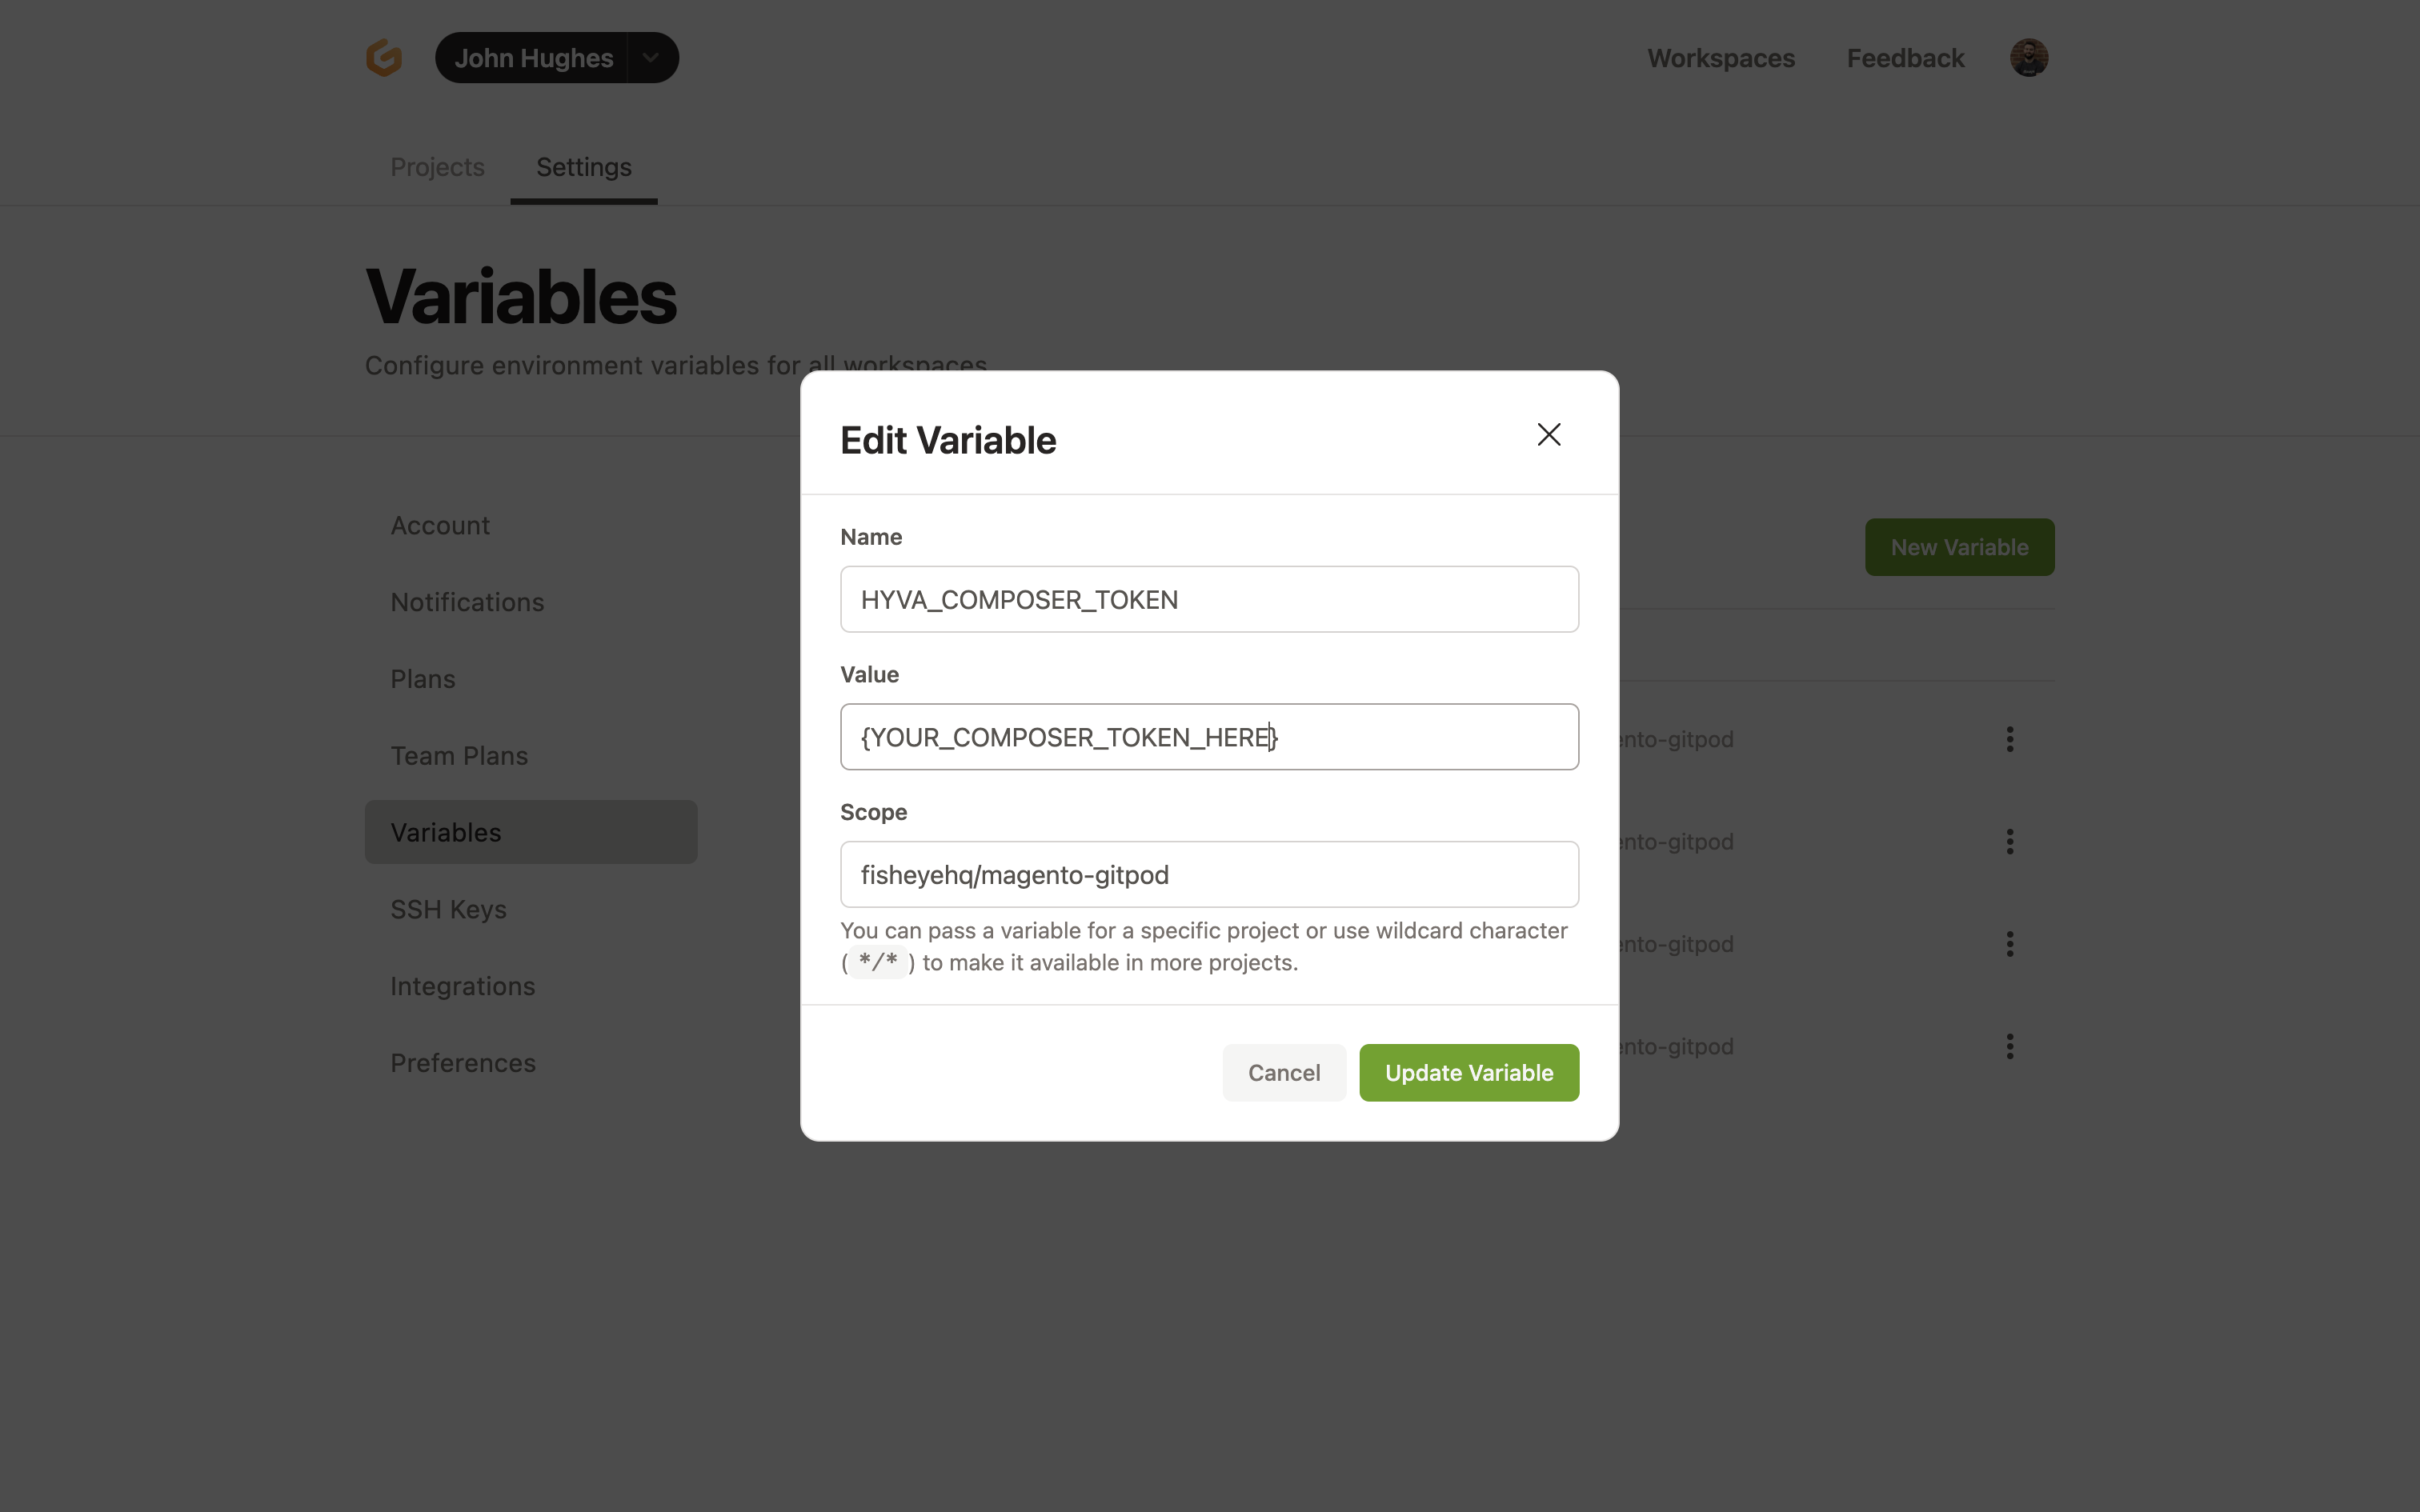 John Hughes
Workspaces
Feedback
Projects
Settings
Variables
Configure environment variables for all workspaces
Edit Variable
Name
HYVA_COMPOSER_TOKEN
Value
{YOUR_COMPOSER_TOKEN_HERE}
Scope
fisheyehq/magento-gitpod
You can pass a variable for a specific project or use wildcard character
( */* ) to make it available in more projects.
Cancel
Update Variable
Account
Notifications
Plans
Team Plans
Variables
SSH Keys
Integrations
Preferences
New Variable
ento-gitpod
ento-gitpod
ento-gitpod
ento-gitpod